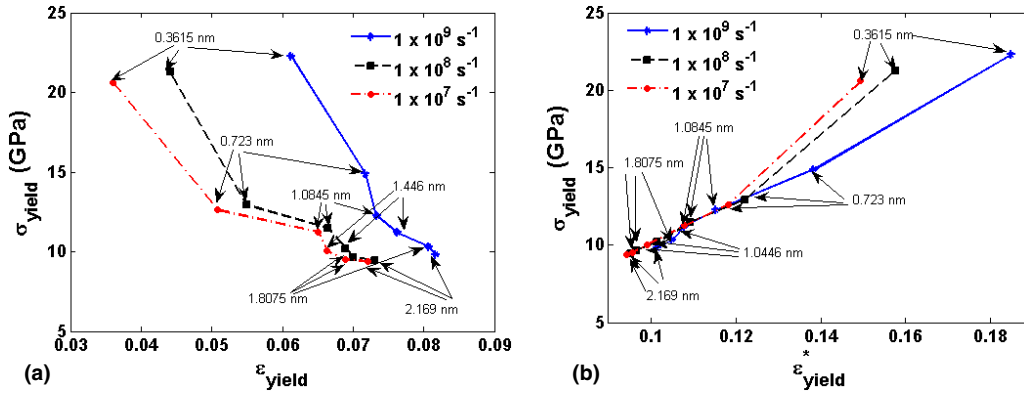 25
20
15
10
5
0.03
0.04
0.05
0.06
0.07
0.08
0.09
σyield (GPa)
εyield
(a)
0.3615 nm
0.723 nm
1.0845 nm
1.446 nm
1.8075 nm
2.169 nm
1 x 10⁹ s⁻¹
1 x 10⁸ s⁻¹
1 x 10⁷ s⁻¹
25
20
15
10
5
0.1
0.12
0.14
0.16
0.18
σyield (GPa)
ε*yield
(b)
1 x 10⁹ s⁻¹
1 x 10⁸ s⁻¹
1 x 10⁷ s⁻¹
0.3615 nm
1.0845 nm
1.8075 nm
0.723 nm
1.0446 nm
2.169 nm